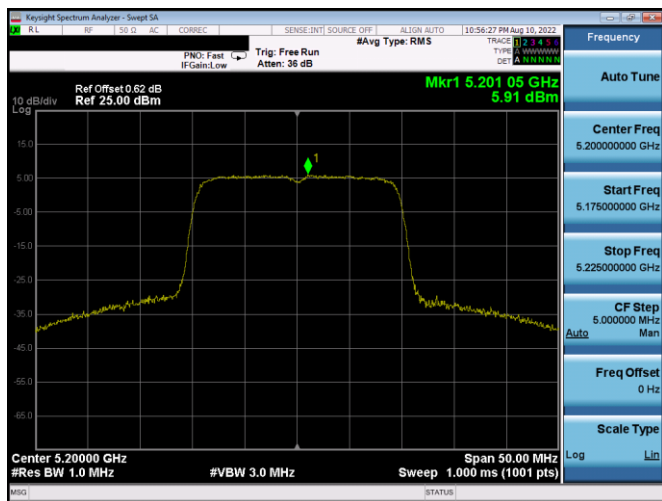 Keysight Spectrum Analyzer - Swept SA
RL RF 50 Ω AC CORREC SENSE:INT SOURCE OFF ALIGN AUTO 10:56:27 PM Aug 10, 2022
#Avg Type: RMS
TRACE 1 2 3 4 5 6
PNO: Fast Trig: Free Run TYPE A WWWWW
IFGain:Low Atten: 36 dB DET A N N N N N
Mkr1 5.201 05 GHz
5.91 dBm
Ref Offset 0.62 dB
10 dB/div Ref 25.00 dBm
Log
1
15.0
5.00
-5.00
-15.0
-25.0
-35.0
-45.0
-55.0
-65.0
Center 5.20000 GHz Span 50.00 MHz
#Res BW 1.0 MHz #VBW 3.0 MHz Sweep 1.000 ms (1001 pts)
MSG STATUS
Frequency
Auto Tune
Center Freq
5.200000000 GHz
Start Freq
5.175000000 GHz
Stop Freq
5.225000000 GHz
CF Step
5.000000 MHz
Auto Man
Freq Offset
0 Hz
Scale Type
Log Lin